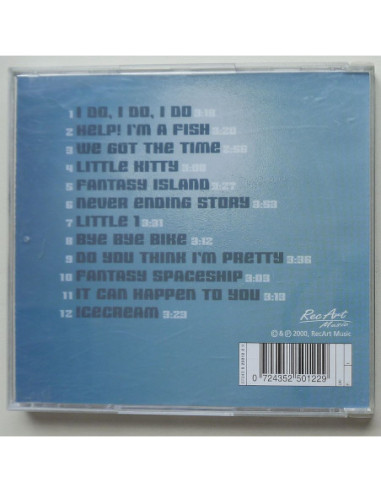 1 I DO, I DO, I DO 3:18
2 HELP! I'M A FISH 3:20
3 WE GOT THE TIME 2:50
4 LITTLE KITTY 3:09
5 FANTASY ISLAND 3:27
6 NEVER ENDING STORY 3:53
7 LITTLE 1 3:31
8 BYE BYE BIKE 3:12
9 DO YOU THINK I'M PRETTY 3:36
10 FANTASY SPACESHIP 3:03
11 IT CAN HAPPEN TO YOU 3:13
12 ICECREAM 3:23
RecArt
Music
© & ℗ 2000, RecArt Music
0 724352 501229